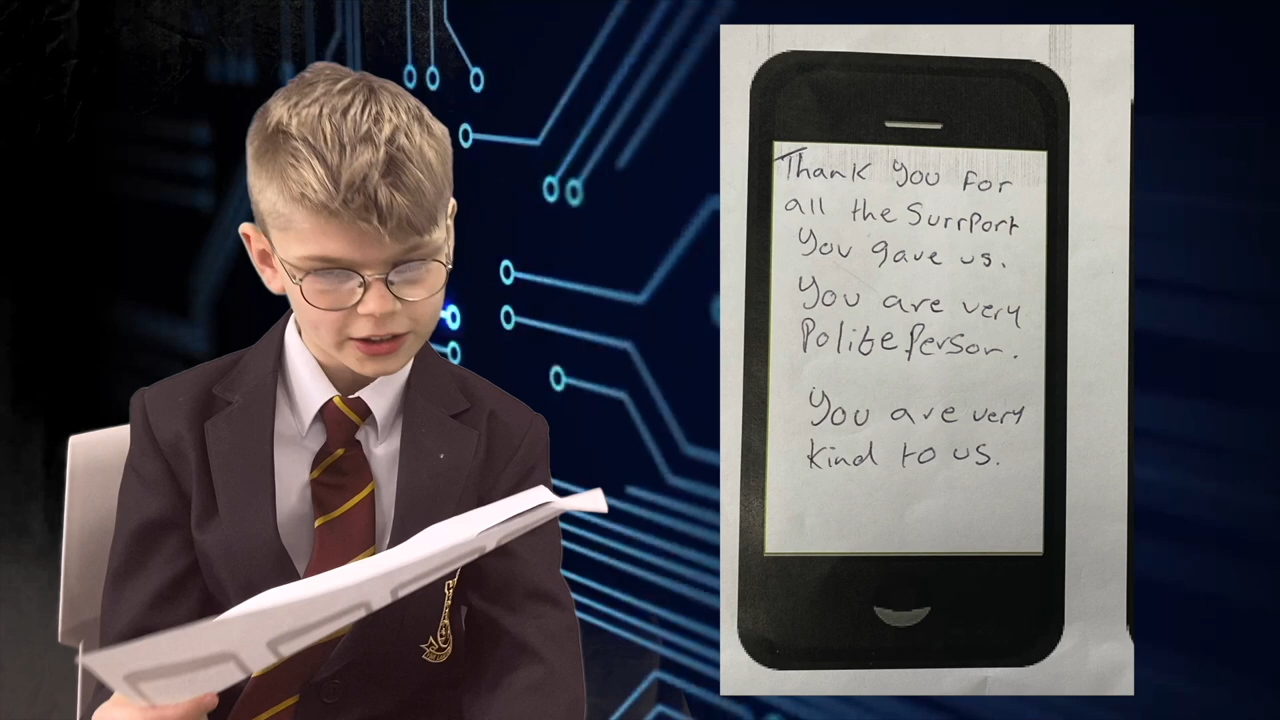 Thank you for
all the Surrport
you gave us.
You are very
Polite Person.
You are very
kind to us.